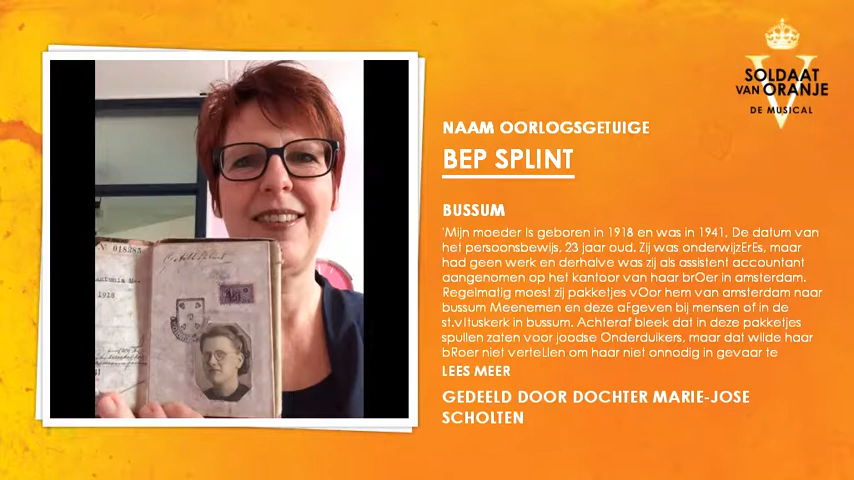 SOLDAAT
VAN ORANJE
DE MUSICAL
NAAM OORLOGSGETUIGE
BEP SPLINT
BUSSUM
'Mijn moeder is geboren in 1918 en was in 1941, De datum van
het persoonsbewijs, 23 jaar oud. Zij was onderwijzErEs, maar
had geen werk en derhalve was zij als assistent accountant
aangenomen op het kantoor van haar brOer in amsterdam.
Regelmatig moest zij pakketjes vOor hem van amsterdam naar
bussum Meenemen en deze aFgeven bij mensen of in de
st.vItuskerk in bussum. Achteraf bleek dat in deze pakketjes
spullen zaten voor joodse Onderduikers, maar dat wilde haar
bRoer niet verteLlen om haar niet onnodig in gevaar te
LEES MEER
GEDEELD DOOR DOCHTER MARIE-JOSE
SCHOLTEN
Nº 018385
1918